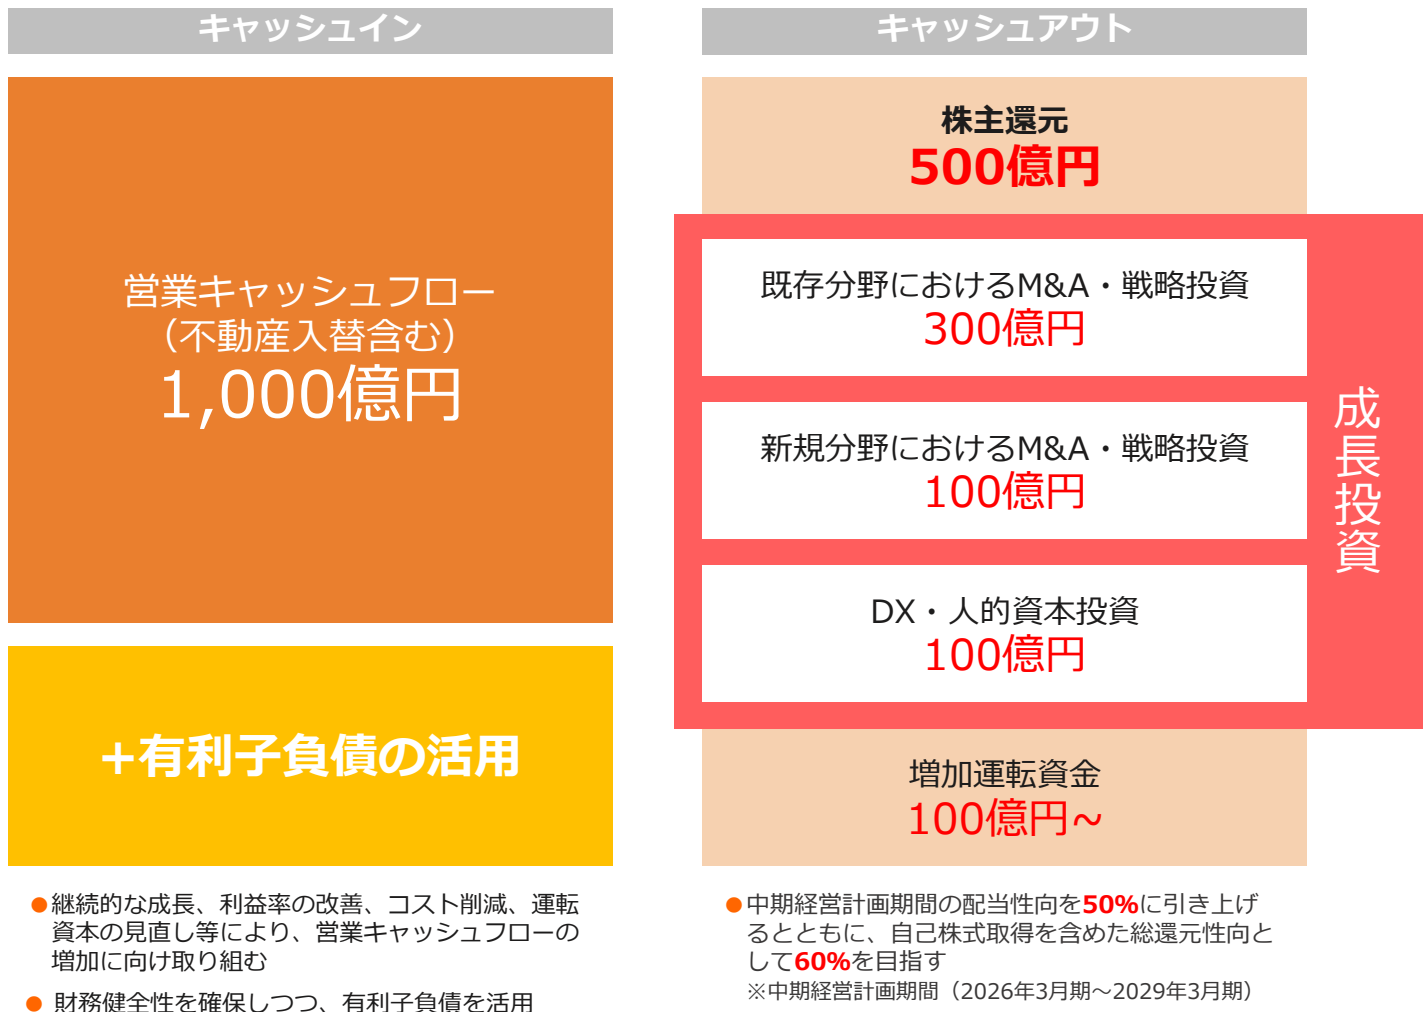 キャッシュイン
営業キャッシュフロー
（不動産入替含む）
1,000億円
+有利子負債の活用
●継続的な成長、利益率の改善、コスト削減、運転
資本の見直し等により、営業キャッシュフローの
増加に向け取り組む
● 財務健全性を確保しつつ、有利子負債を活用
キャッシュアウト
株主還元
500億円
既存分野におけるM&A・戦略投資
300億円
新規分野におけるM&A・戦略投資
100億円
DX・人的資本投資
100億円
成長投資
増加運転資金
100億円~
●中期経営計画期間の配当性向を50%に引き上げ
るとともに、自己株式取得を含めた総還元性向と
して60%を目指す
※中期経営計画期間（2026年3月期～2029年3月期）